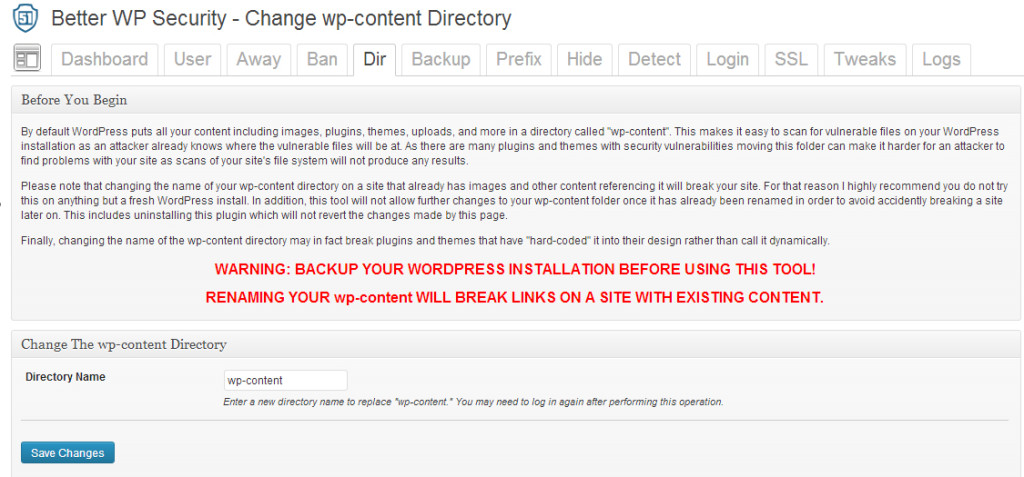 Better WP Security - Change wp-content Directory
Dashboard User Away Ban Dir Backup Prefix Hide Detect Login SSL Tweaks Logs
Before You Begin
By default WordPress puts all your content including images, plugins, themes, uploads, and more in a directory called "wp-content". This makes it easy to scan for vulnerable files on your WordPress
installation as an attacker already knows where the vulnerable files will be at. As there are many plugins and themes with security vulnerabilities moving this folder can make it harder for an attacker to
find problems with your site as scans of your site's file system will not produce any results.
Please note that changing the name of your wp-content directory on a site that already has images and other content referencing it will break your site. For that reason I highly recommend you do not try
this on anything but a fresh WordPress install. In addition, this tool will not allow further changes to your wp-content folder once it has already been renamed in order to avoid accidently breaking a site
later on. This includes uninstalling this plugin which will not revert the changes made by this page.
Finally, changing the name of the wp-content directory may in fact break plugins and themes that have "hard-coded" it into their design rather than call it dynamically.
WARNING: BACKUP YOUR WORDPRESS INSTALLATION BEFORE USING THIS TOOL!
RENAMING YOUR wp-content WILL BREAK LINKS ON A SITE WITH EXISTING CONTENT.
Change The wp-content Directory
Directory Name
wp-content
Enter a new directory name to replace "wp-content." You may need to log in again after performing this operation.
Save Changes